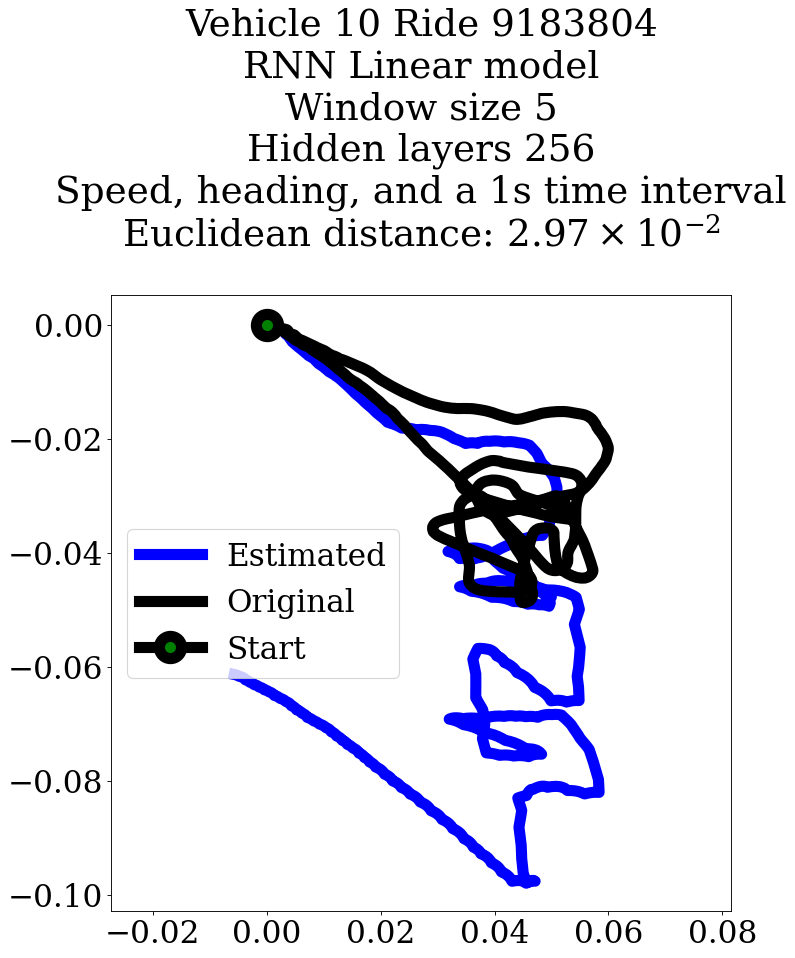 Vehicle 10 Ride 9183804
RNN Linear model
Window size 5
Hidden layers 256
Speed, heading, and a 1s time interval
Euclidean distance: 2.97 × 10⁻²
0.00
−0.02
−0.04
−0.06
−0.08
−0.10
Estimated
Original
Start
−0.02 0.00 0.02 0.04 0.06 0.08